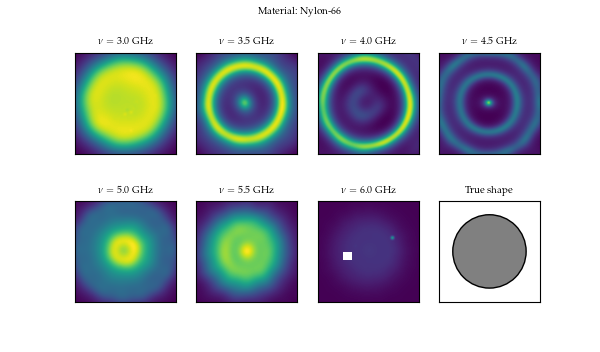 Material: Nylon-66
ν = 3.0 GHz
ν = 3.5 GHz
ν = 4.0 GHz
ν = 4.5 GHz
ν = 5.0 GHz
ν = 5.5 GHz
ν = 6.0 GHz
True shape